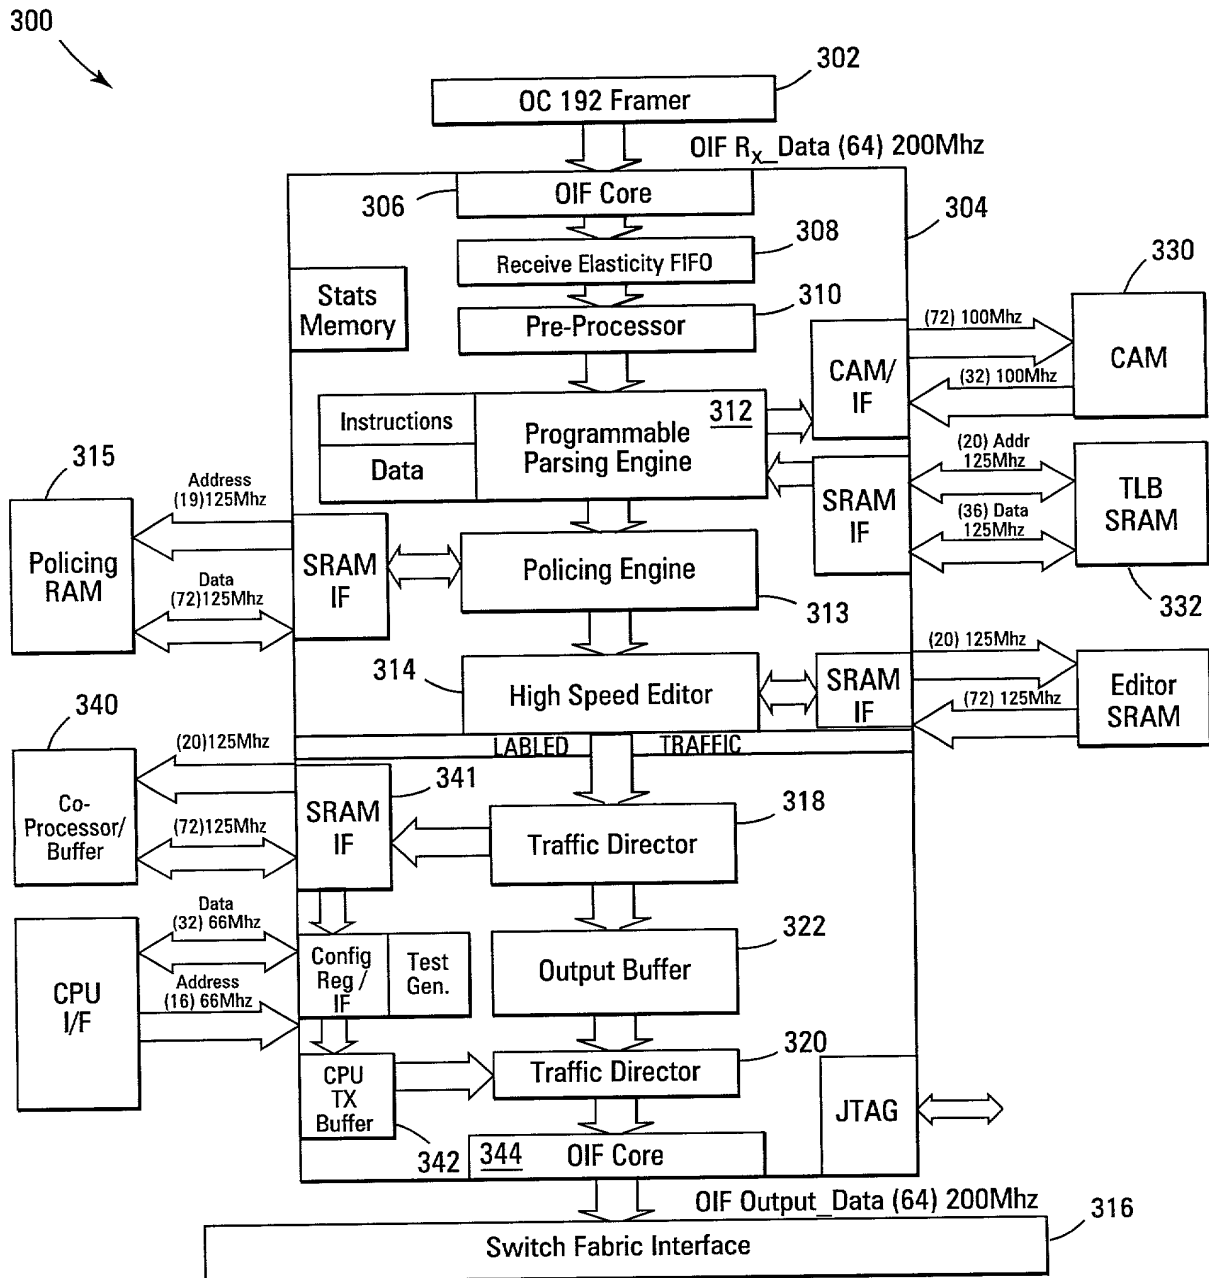 300
302
OC 192 Framer
OIF Rx_Data (64) 200Mhz
OIF Core
306
304
308
Receive Elasticity FIFO
330
Stats
Memory
310
Pre-Processor
(72) 100Mhz
CAM/
IF
CAM
(32) 100Mhz
Instructions
Data
312
Programmable
Parsing Engine
315
Address
(19)125Mhz
(20) Addr
125Mhz
SRAM
IF
TLB
SRAM
(36) Data
125Mhz
Policing
RAM
SRAM
IF
Policing Engine
Data
(72)125Mhz
313
332
314
(20) 125Mhz
High Speed Editor
SRAM
IF
Editor
SRAM
(72) 125Mhz
340
LABLED TRAFFIC
(20)125Mhz
341
318
Co-
Processor/
Buffer
SRAM
IF
Traffic Director
(72)125Mhz
Data
(32) 66Mhz
322
Config
Reg /
IF
Test
Gen.
Output Buffer
CPU
I/F
Address
(16) 66Mhz
320
CPU
TX
Buffer
Traffic Director
JTAG
342
344
OIF Core
OIF Output_Data (64) 200Mhz
316
Switch Fabric Interface